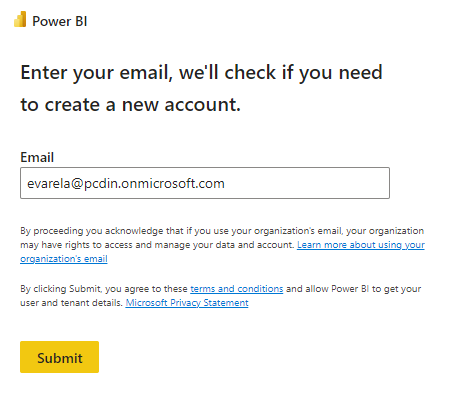 Power BI
Enter your email, we'll check if you need
to create a new account.
Email
evarela@pcdin.onmicrosoft.com
By proceeding you acknowledge that if you use your organization's email, your organization
may have rights to access and manage your data and account. Learn more about using your
organization's email
By clicking Submit, you agree to these terms and conditions and allow Power BI to get your
user and tenant details. Microsoft Privacy Statement
Submit